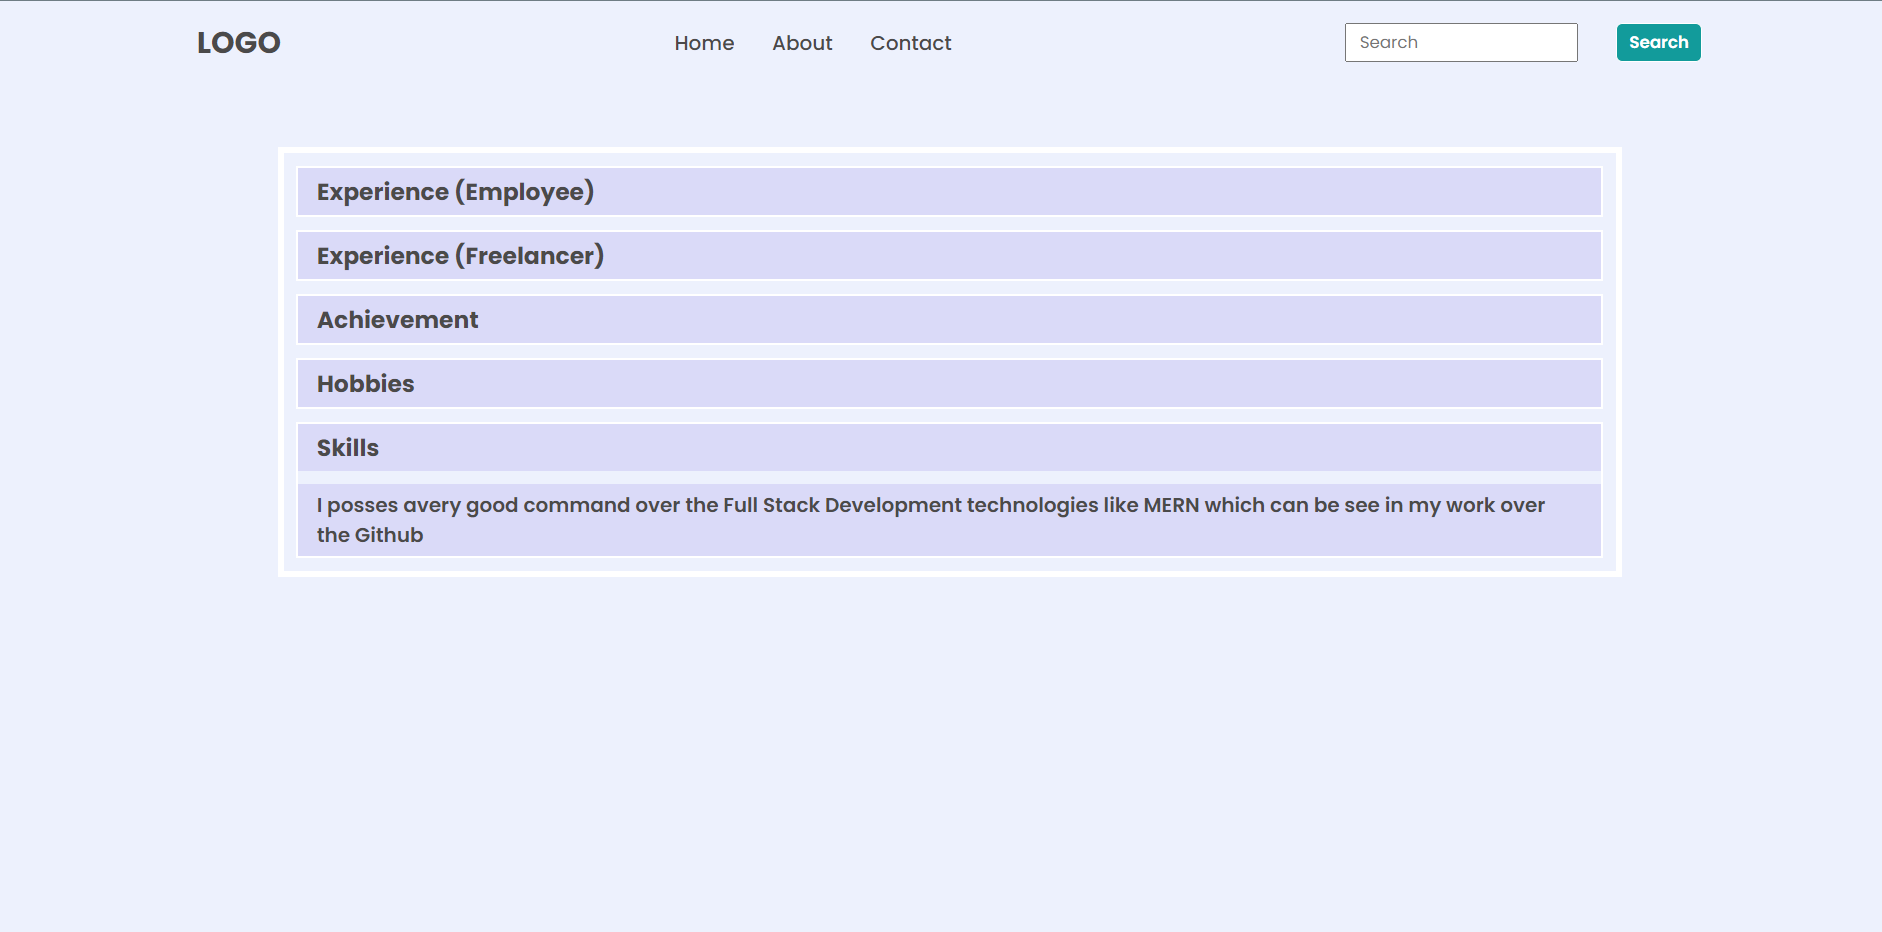 LOGO
Home
About
Contact
Search
Search
Experience (Employee)
Experience (Freelancer)
Achievement
Hobbies
Skills
I posses avery good command over the Full Stack Development technologies like MERN which can be see in my work over
the Github